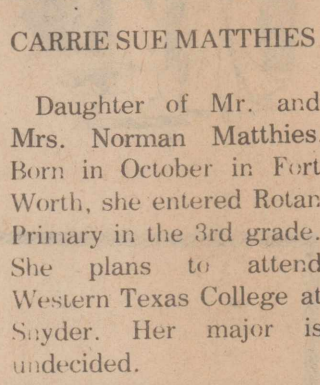 CARRIE SUE MATTHIES
Daughter of Mr. and
Mrs. Norman Matthies.
Born in October in Fort
Worth, she entered Rotan
Primary in the 3rd grade.
She plans to attend
Western Texas College at
Snyder. Her major is
undecided.